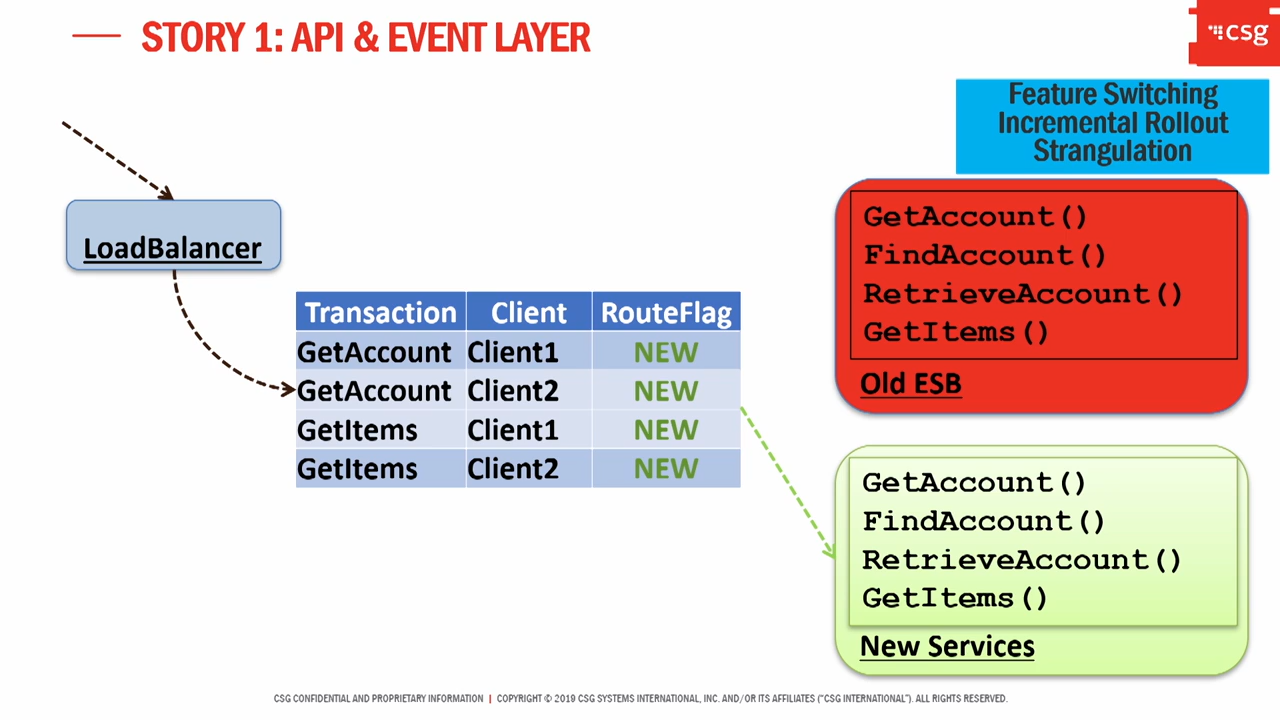 STORY 1: API & EVENT LAYER
csg
Feature Switching
Incremental Rollout
Strangulation
LoadBalancer
Transaction Client RouteFlag
GetAccount Client1 NEW
GetAccount Client2 NEW
GetItems Client1 NEW
GetItems Client2 NEW
GetAccount()
FindAccount()
RetrieveAccount()
GetItems()
Old ESB
GetAccount()
FindAccount()
RetrieveAccount()
GetItems()
New Services
CSG CONFIDENTIAL AND PROPRIETARY INFORMATION | COPYRIGHT © 2019 CSG SYSTEMS INTERNATIONAL, INC. AND/OR ITS AFFILIATES (“CSG INTERNATIONAL”). ALL RIGHTS RESERVED.